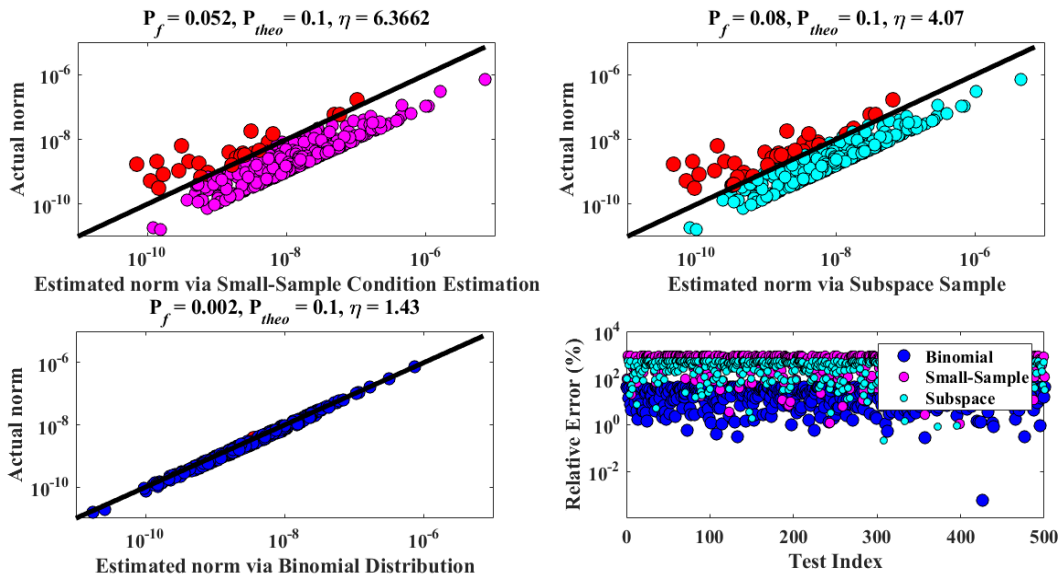 P_f = 0.052, P_theo = 0.1, η = 6.3662
Actual norm
10^-6
10^-8
10^-10
10^-10 10^-8 10^-6
Estimated norm via Small-Sample Condition Estimation
P_f = 0.08, P_theo = 0.1, η = 4.07
Actual norm
10^-6
10^-8
10^-10
10^-10 10^-8 10^-6
Estimated norm via Subspace Sample
P_f = 0.002, P_theo = 0.1, η = 1.43
Actual norm
10^-6
10^-8
10^-10
10^-10 10^-8 10^-6
Estimated norm via Binomial Distribution
Relative Error (%)
10^4
10^2
10^0
10^-2
Binomial
Small-Sample
Subspace
0 100 200 300 400 500
Test Index